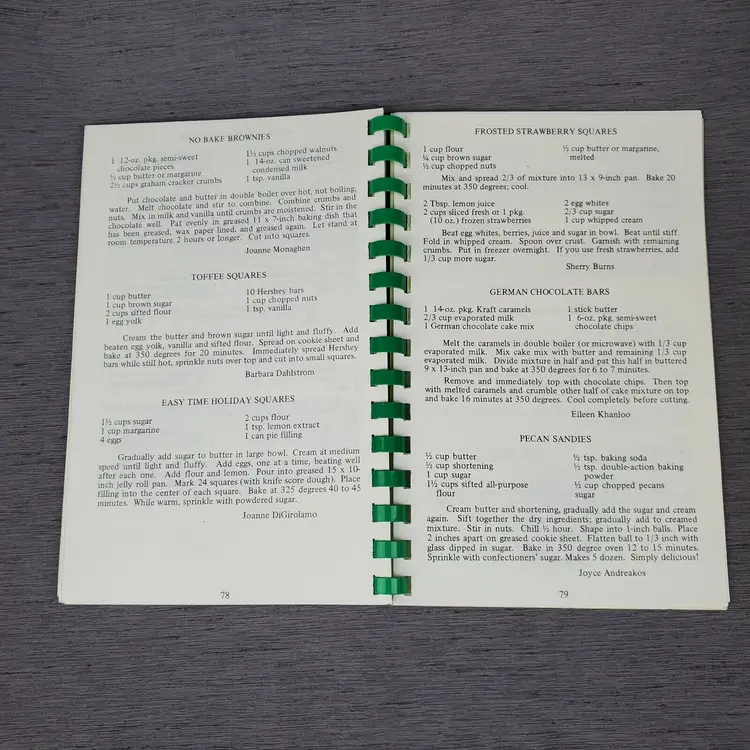 NO BAKE BROWNIES
1 12-oz. pkg. semi-sweet
chocolate pieces
½ cup butter or margarine
2½ cups graham cracker crumbs
1½ cups chopped walnuts
1 14-oz. can sweetened
condensed milk
1 tsp. vanilla
Put chocolate and butter in double boiler over hot, not boiling,
water. Melt chocolate and stir to combine. Combine crumbs and
nuts. Mix in milk and vanilla until crumbs are moistened. Stir in the
chocolate well. Pat evenly in greased 11 x 7-inch baking dish that
has been greased, wax paper lined, and greased again. Let stand at
room temperature 2 hours or longer. Cut into squares.
Joanne Monaghen
TOFFEE SQUARES
1 cup butter
1 cup brown sugar
2 cups sifted flour
1 egg yolk
10 Hershey bars
1 cup chopped nuts
1 tsp. vanilla
Cream the butter and brown sugar until light and fluffy. Add
beaten egg yolk, vanilla and sifted flour. Spread on cookie sheet and
bake at 350 degrees for 20 minutes. Immediately spread Hershey
bars while still hot, sprinkle nuts over top and cut into small squares.
Barbara Dahlstrom
EASY TIME HOLIDAY SQUARES
1½ cups sugar
1 cup margarine
4 eggs
2 cups flour
1 tsp. lemon extract
1 can pie filling
Gradually add sugar to butter in large bowl. Cream at medium
speed until light and fluffy. Add eggs, one at a time, beating well
after each one. Add flour and lemon. Pour into greased 15 x 10-
inch jelly roll pan. Mark 24 squares (with knife score dough). Place
filling into the center of each square. Bake at 325 degrees 40 to 45
minutes. While warm, sprinkle with powdered sugar.
Joanne DiGirolamo
78
FROSTED STRAWBERRY SQUARES
1 cup flour
¼ cup brown sugar
½ cup chopped nuts
½ cup butter or margarine,
melted
Mix and spread 2/3 of mixture into 13 x 9-inch pan. Bake 20
minutes at 350 degrees; cool.
2 Tbsp. lemon juice
2 cups sliced fresh or 1 pkg.
(10 oz.) frozen strawberries
2 egg whites
2/3 cup sugar
1 cup whipped cream
Beat egg whites, berries, juice and sugar in bowl. Beat until stiff.
Fold in whipped cream. Spoon over crust. Garnish with remaining
crumbs. Put in freezer overnight. If you use fresh strawberries, add
1/3 cup more sugar.
Sherry Burns
GERMAN CHOCOLATE BARS
1 14-oz. pkg. Kraft caramels
2/3 cup evaporated milk
1 German chocolate cake mix
1 stick butter
1 6-oz. pkg. semi-sweet
chocolate chips
Melt the caramels in double boiler (or microwave) with 1/3 cup
evaporated milk. Mix cake mix with butter and remaining 1/3 cup
evaporated milk. Divide mixture in half and pat this half in buttered
9 x 13-inch pan and bake at 350 degrees for 6 to 7 minutes.
Remove and immediately top with chocolate chips. Then top
with melted caramels and crumble other half of cake mixture on top
and bake 16 minutes at 350 degrees. Cool completely before cutting.
Eileen Khanloo
PECAN SANDIES
½ cup butter
½ cup shortening
1 cup sugar
1½ cups sifted all-purpose
flour
½ tsp. baking soda
½ tsp. double-action baking
powder
½ cup chopped pecans
sugar
Cream butter and shortening, gradually add the sugar and cream
again. Sift together the dry ingredients; gradually add to creamed
mixture. Stir in nuts. Chill ½ hour. Shape into 1-inch balls. Place
2 inches apart on greased cookie sheet. Flatten ball to 1/3 inch with
glass dipped in sugar. Bake in 350 degree oven 12 to 15 minutes.
Sprinkle with confectioners' sugar. Makes 5 dozen. Simply delicious!
Joyce Andreakos
79